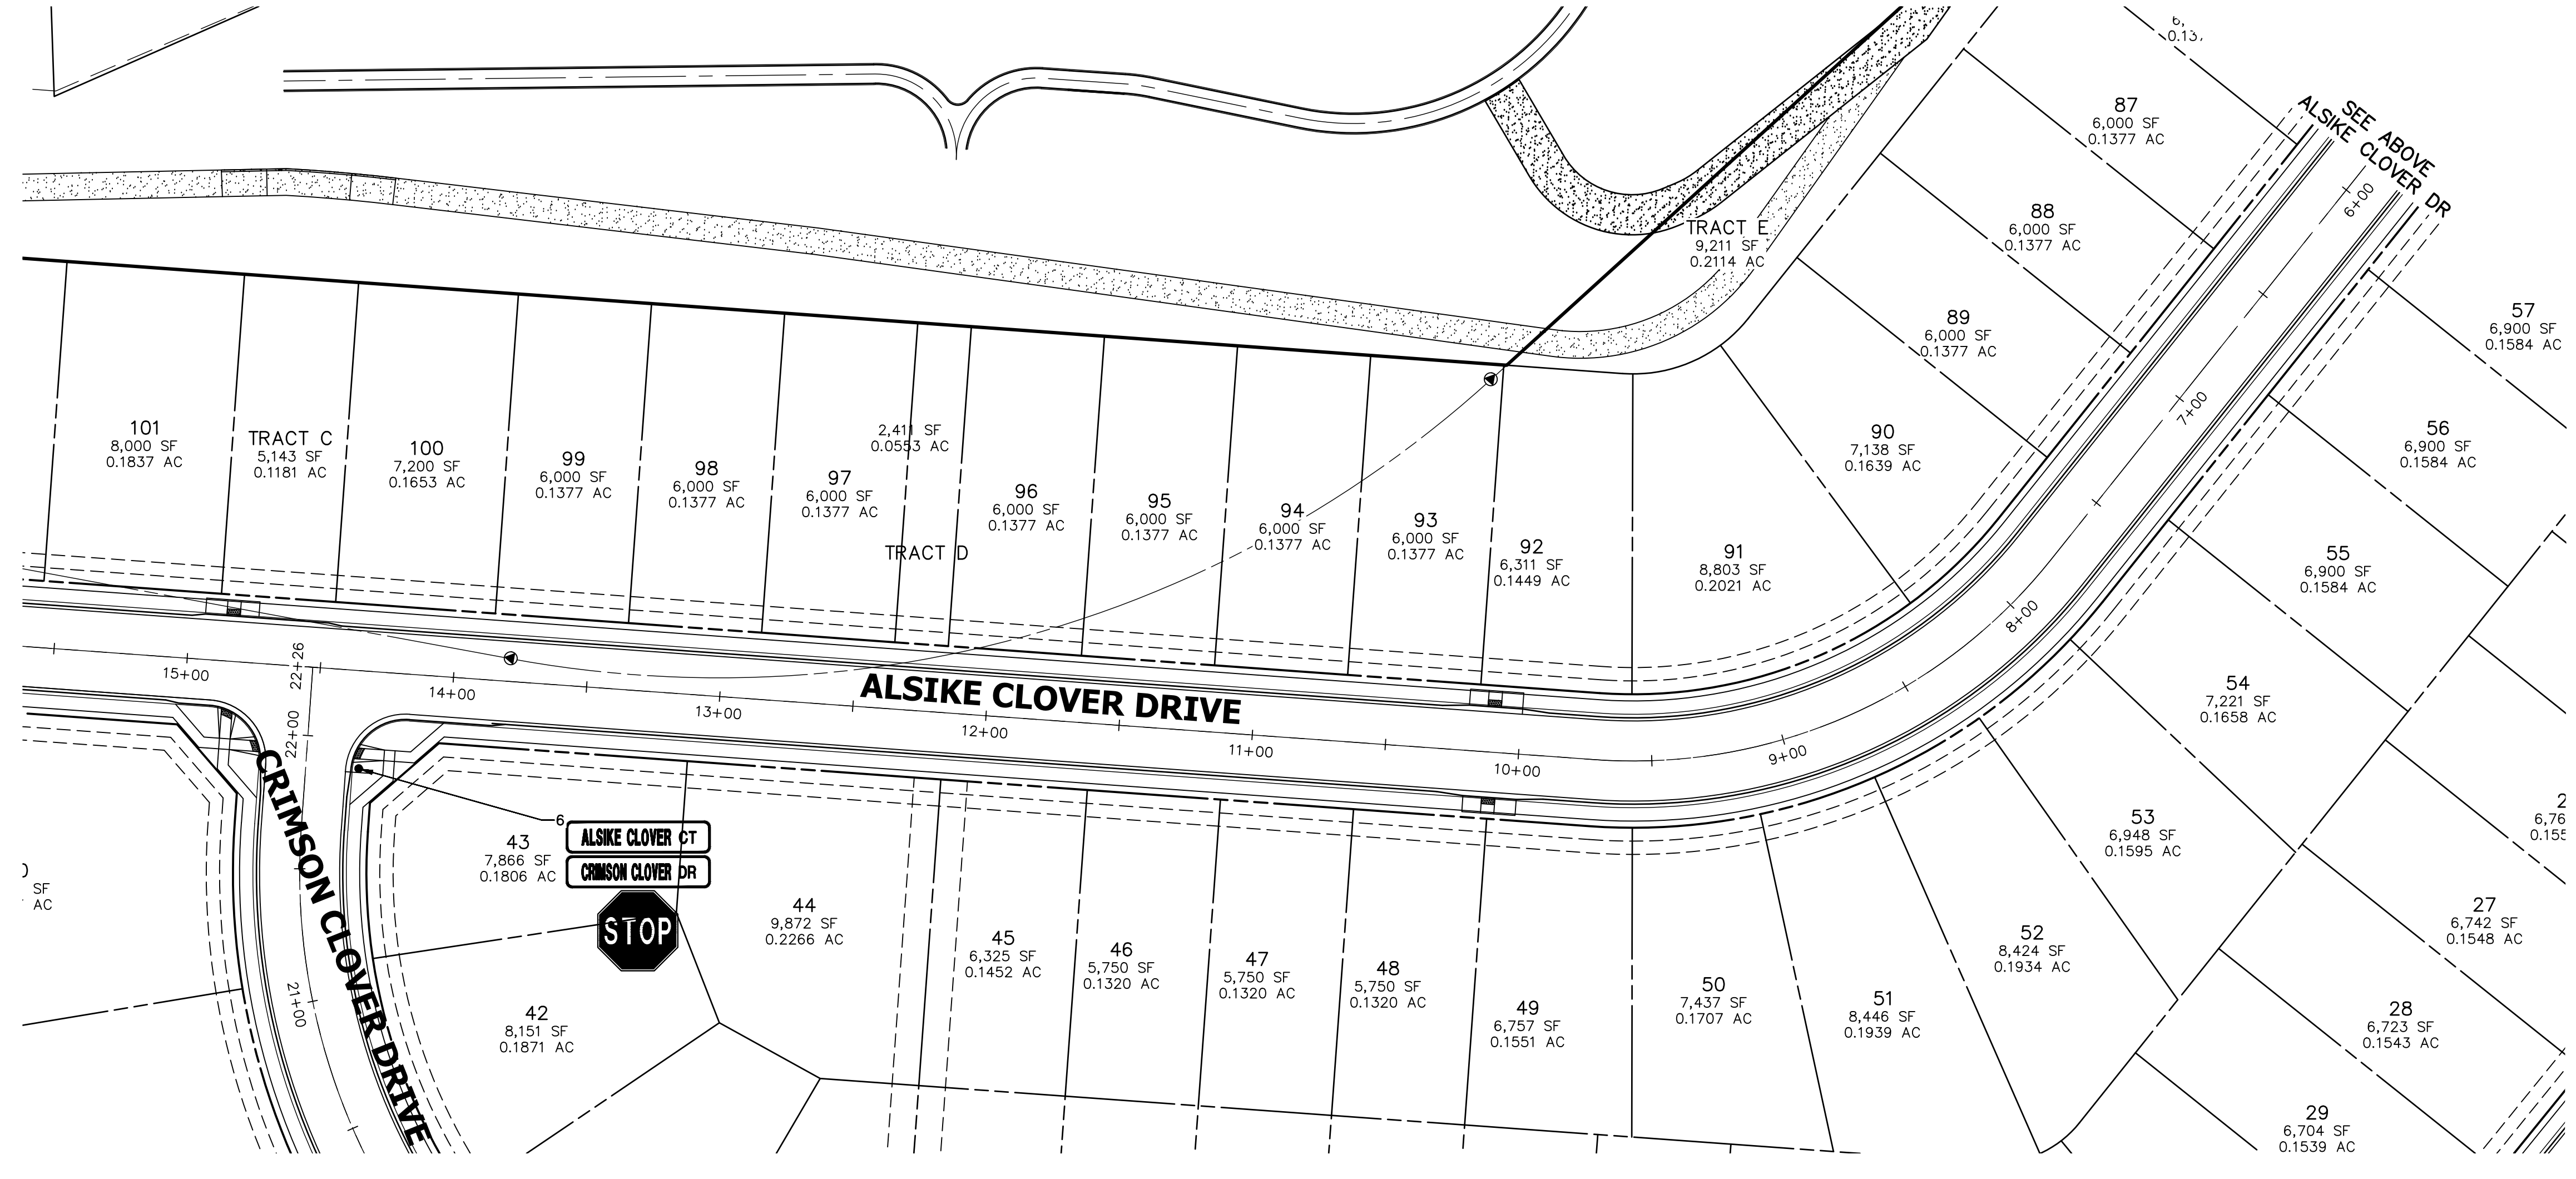 0.13
87
6,000 SF
0.1377 AC
SEE ABOVE
ALSIKE CLOVER DR
6+00
88
6,000 SF
0.1377 AC
TRACT E
9,211 SF
0.2114 AC
89
6,000 SF
0.1377 AC
57
6,900 SF
0.1584 AC
7+00
101
8,000 SF
0.1837 AC
TRACT C
5,143 SF
0.1181 AC
100
7,200 SF
0.1653 AC
99
6,000 SF
0.1377 AC
98
6,000 SF
0.1377 AC
97
6,000 SF
0.1377 AC
2,411 SF
0.0553 AC
TRACT D
96
6,000 SF
0.1377 AC
95
6,000 SF
0.1377 AC
94
6,000 SF
0.1377 AC
93
6,000 SF
0.1377 AC
92
6,311 SF
0.1449 AC
91
8,803 SF
0.2021 AC
90
7,138 SF
0.1639 AC
56
6,900 SF
0.1584 AC
55
6,900 SF
0.1584 AC
8+00
54
7,221 SF
0.1658 AC
15+00
22+26
14+00
13+00
ALSIKE CLOVER DRIVE
12+00
11+00
10+00
9+00
22+00
CRIMSON CLOVER DRIVE
21+00
6
ALSIKE CLOVER CT
CRIMSON CLOVER DR
STOP
43
7,866 SF
0.1806 AC
SF
AC
42
8,151 SF
0.1871 AC
44
9,872 SF
0.2266 AC
45
6,325 SF
0.1452 AC
46
5,750 SF
0.1320 AC
47
5,750 SF
0.1320 AC
48
5,750 SF
0.1320 AC
49
6,757 SF
0.1551 AC
50
7,437 SF
0.1707 AC
51
8,446 SF
0.1939 AC
52
8,424 SF
0.1934 AC
53
6,948 SF
0.1595 AC
27
6,742 SF
0.1548 AC
28
6,723 SF
0.1543 AC
29
6,704 SF
0.1539 AC